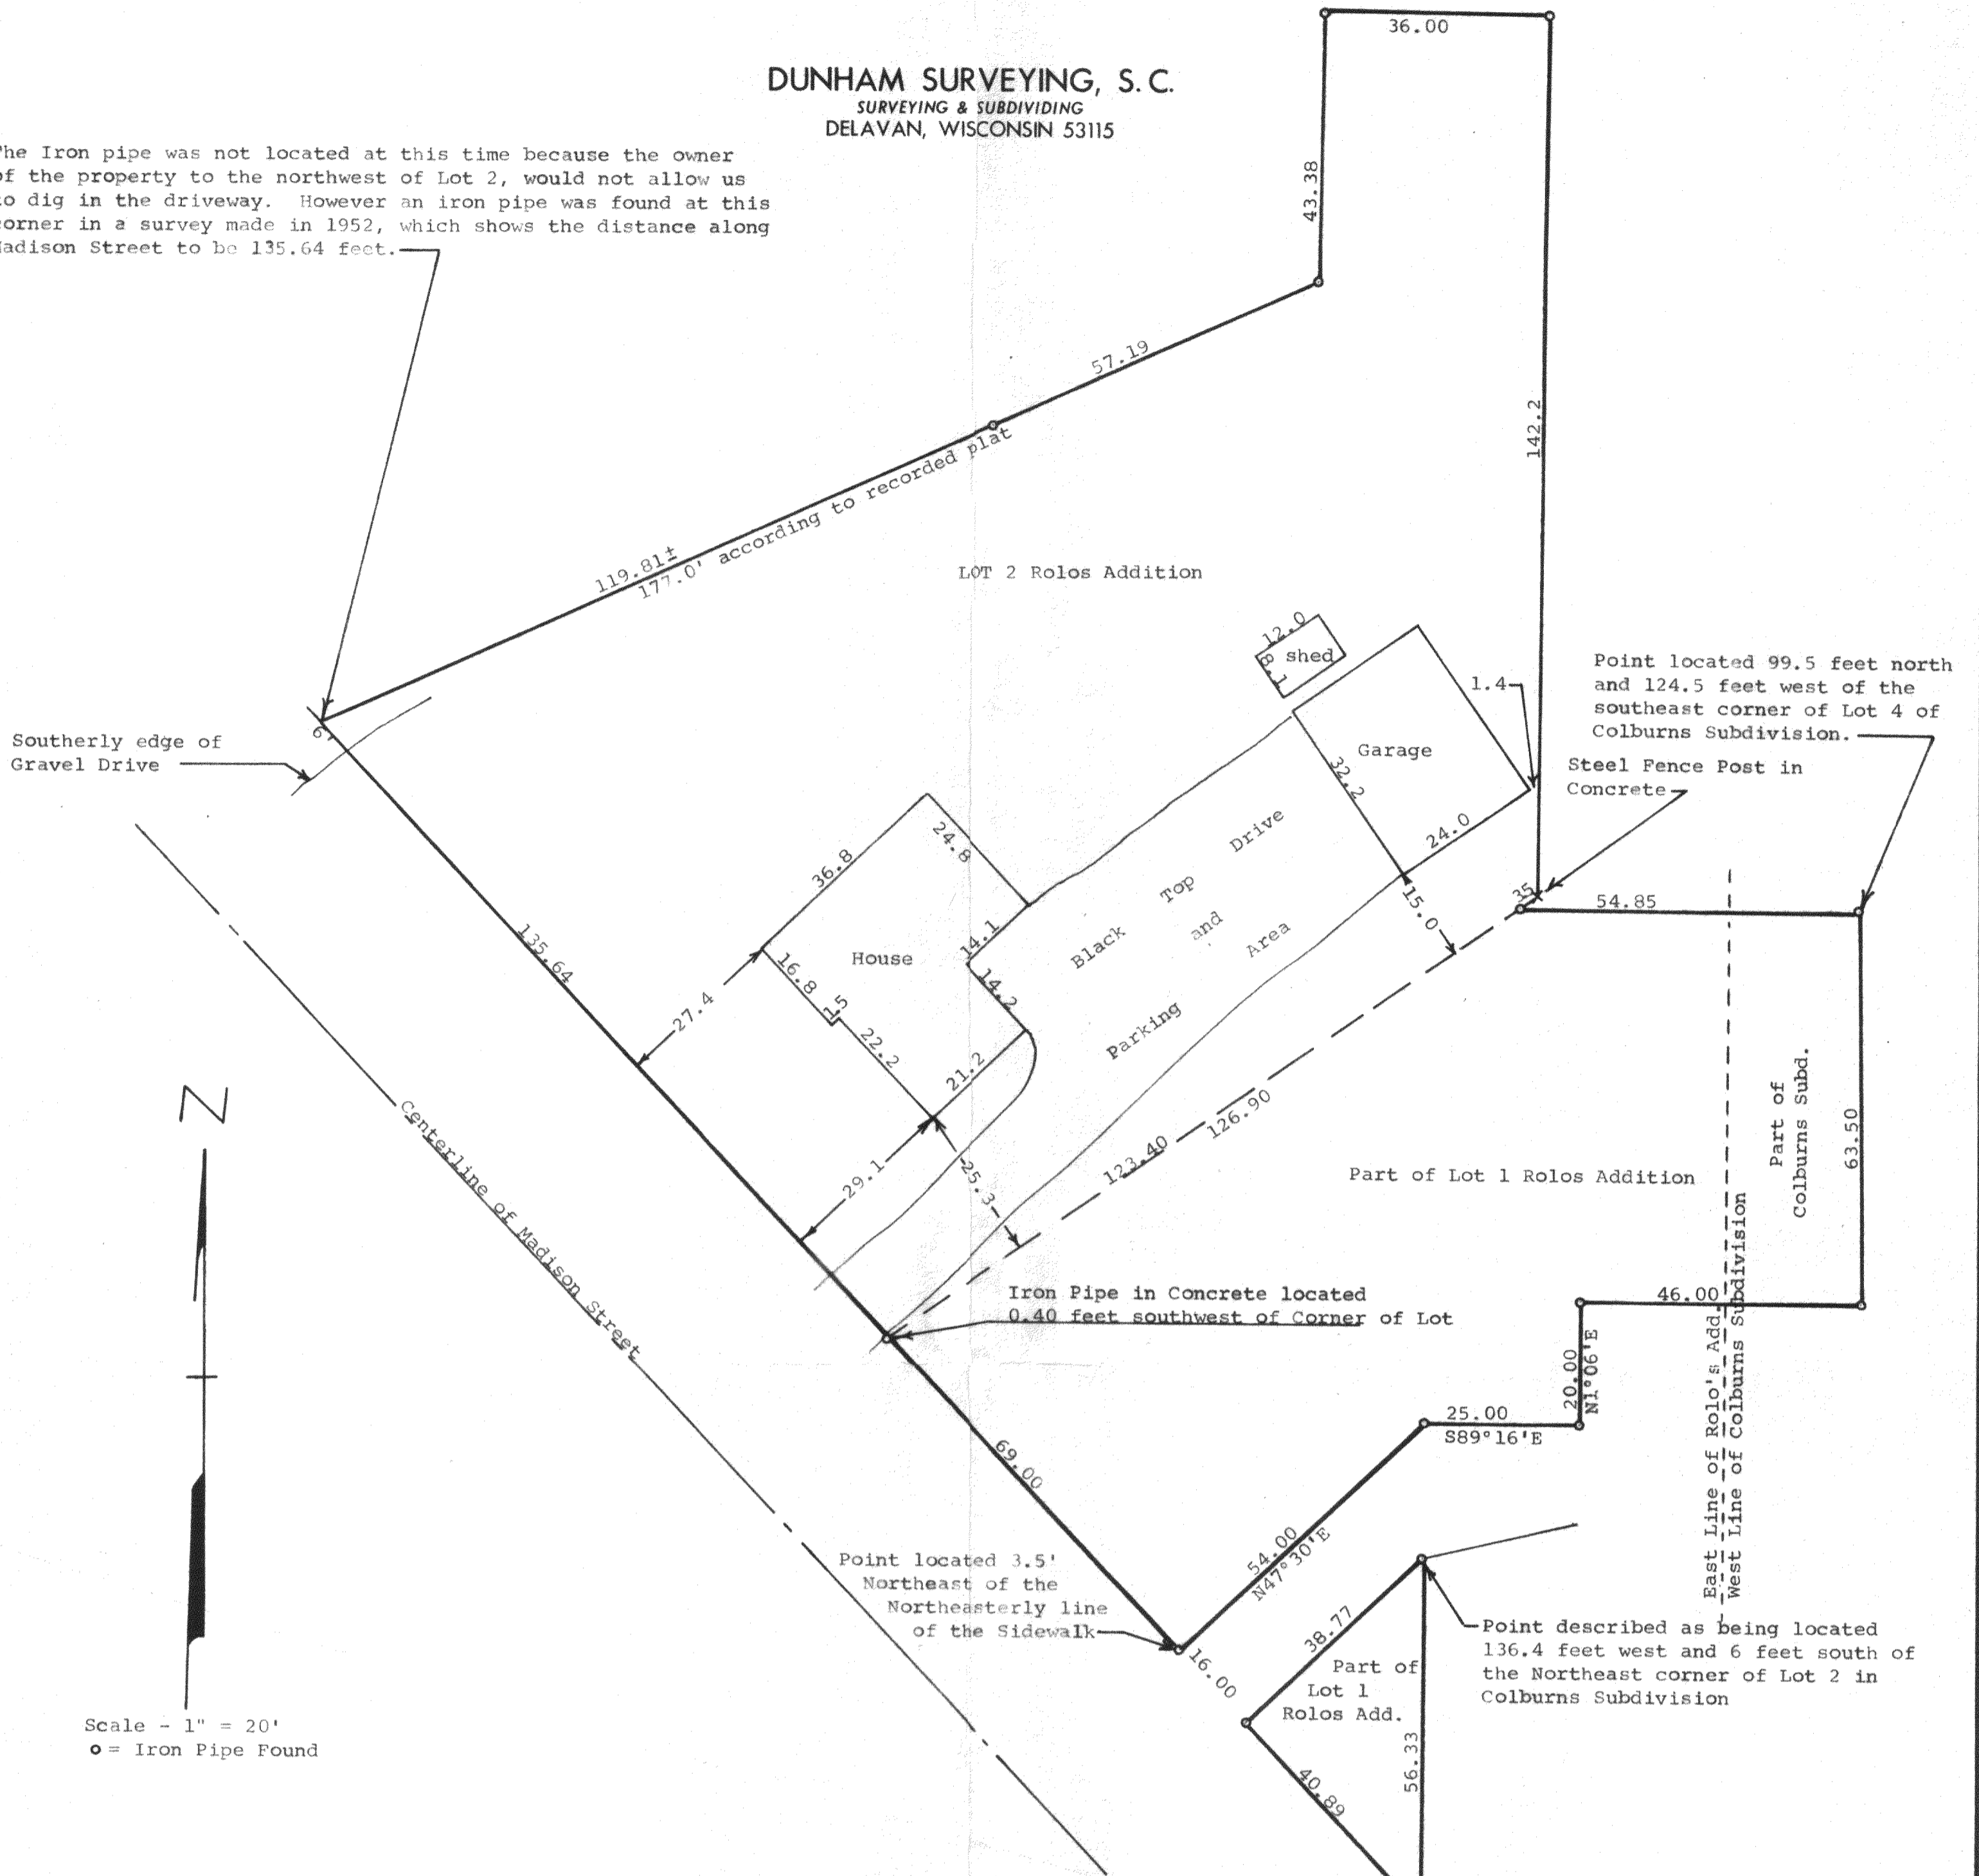 36.00
DUNHAM SURVEYING, S.C.
SURVEYING & SUBDIVIDING
DELAVAN, WISCONSIN 53115
he Iron pipe was not located at this time because the owner
of the property to the northwest of Lot 2, would not allow us
to dig in the driveway. However an iron pipe was found at this
corner in a survey made in 1952, which shows the distance along
Madison Street to be 135.64 feet.
43.38
57.19
142.2
119.81±
177.0' according to recorded plat
LOT 2 Rolos Addition
12.0
8.1
shed
1.4
Point located 99.5 feet north
and 124.5 feet west of the
southeast corner of Lot 4 of
Colburns Subdivision.
6'
Southerly edge of
Gravel Drive
Garage
32.2
24.0
Steel Fence Post in
Concrete
15.0
35
54.85
24.8
36.8
14.1
14.2
House
16.8
1.5
22.2
21.2
Black Top Drive
and
Parking Area
135.64
27.4
29.1
25.3
123.40
126.90
Part of Lot 1 Rolos Addition
Part of
Colburns Subd.
63.50
N
Centerline of Madison Street
Iron Pipe in Concrete located
0.40 feet southwest of Corner of Lot
46.00
20.00
N1°06'E
25.00
S89°16'E
East Line of Rolo's Add.
West Line of Colburns Subdivision
69.00
54.00
N47°30'E
Point located 3.5'
Northeast of the
Northeasterly line
of the Sidewalk
16.00
38.77
Part of
Lot 1
Rolos Add.
56.33
40.89
Point described as being located
136.4 feet west and 6 feet south of
the Northeast corner of Lot 2 in
Colburns Subdivision
Scale - 1" = 20'
o = Iron Pipe Found